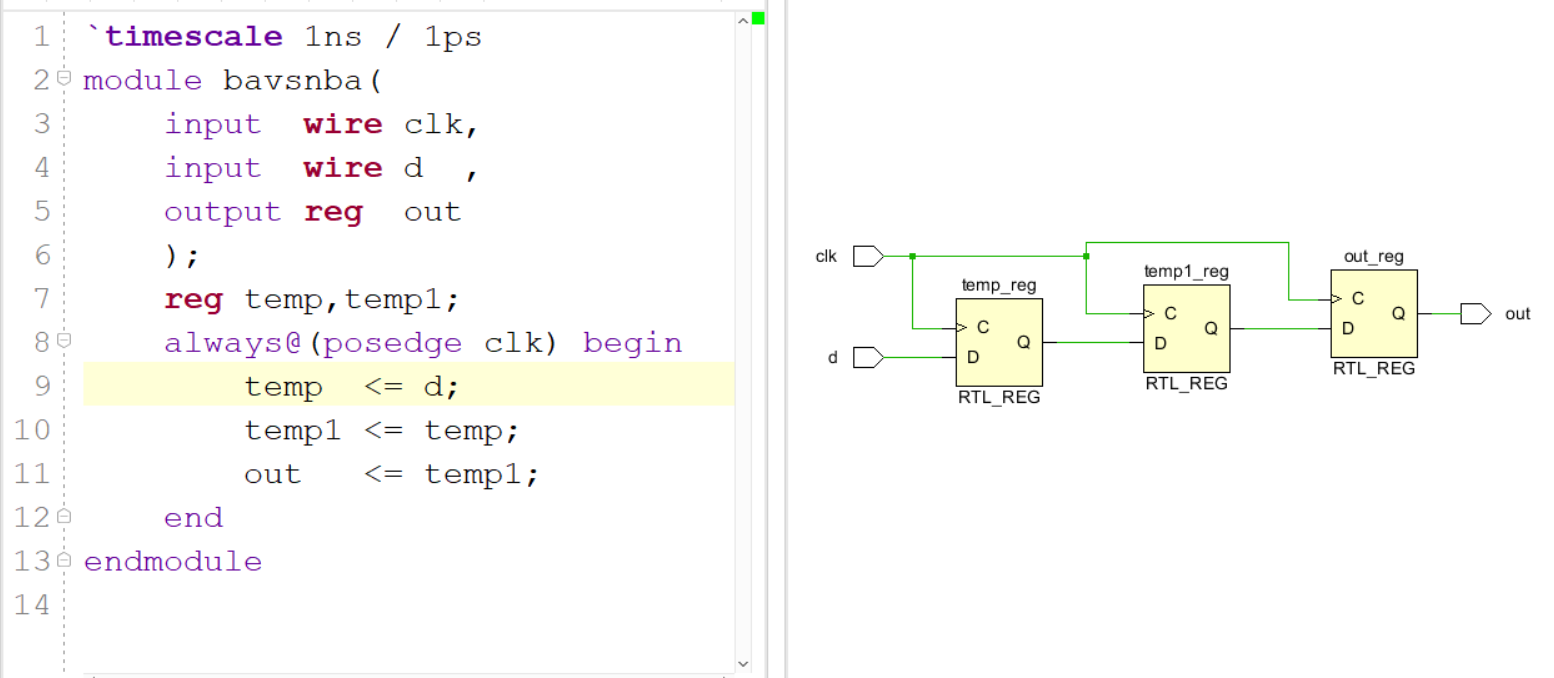 1 `timescale 1ns / 1ps
2 module bavsnba(
3 input  wire clk,
4 input  wire d  ,
5 output reg  out
6 );
7 reg temp,temp1;
8 always@(posedge clk) begin
9 temp  <= d;
10 temp1 <= temp;
11 out   <= temp1;
12 end
13 endmodule
14
clk
d
temp_reg
C
D
Q
RTL_REG
temp1_reg
C
D
Q
RTL_REG
out_reg
C
D
Q
RTL_REG
out